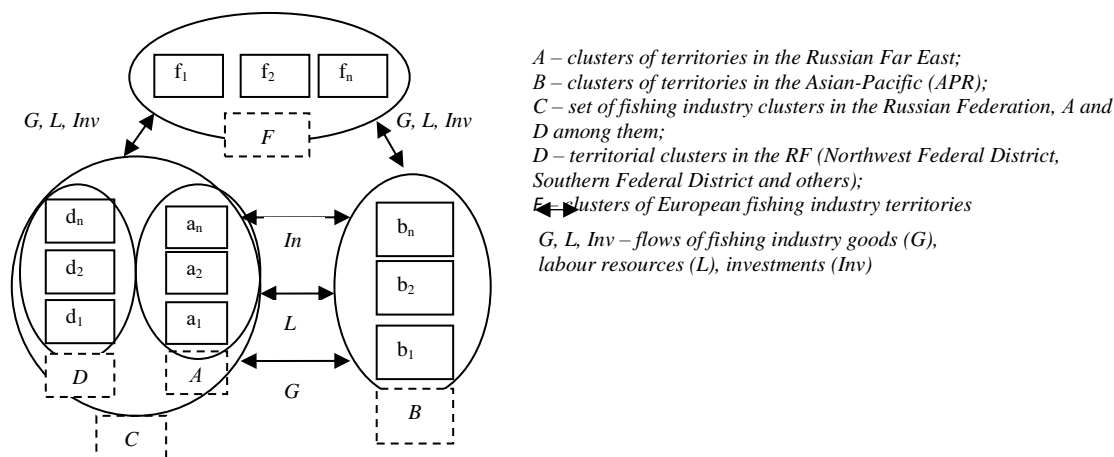 f1 f2 fn
F
G, L, Inv
G, L, Inv
dn
d2
d1
D
an
a2
a1
A
C
In
L
G
bn
b2
b1
B
A – clusters of territories in the Russian Far East;
B – clusters of territories in the Asian-Pacific (APR);
C – set of fishing industry clusters in the Russian Federation, A and
D among them;
D – territorial clusters in the RF (Northwest Federal District,
Southern Federal District and others);
F – clusters of European fishing industry territories
G, L, Inv – flows of fishing industry goods (G),
labour resources (L), investments (Inv)